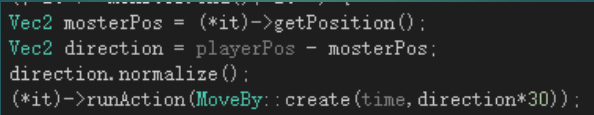 Vec2 mosterPos = (*it)->getPosition();
Vec2 direction = playerPos - mosterPos;
direction.normalize();
(*it)->runAction(MoveBy::create(time,direction*30));